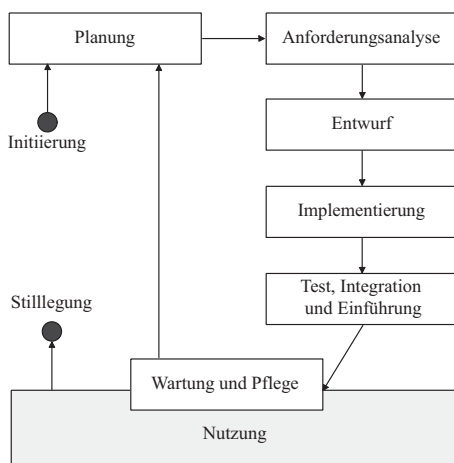 Planung
Anforderungsanalyse
Initiierung
Entwurf
Implementierung
Test, Integration
und Einführung
Stilllegung
Wartung und Pflege
Nutzung